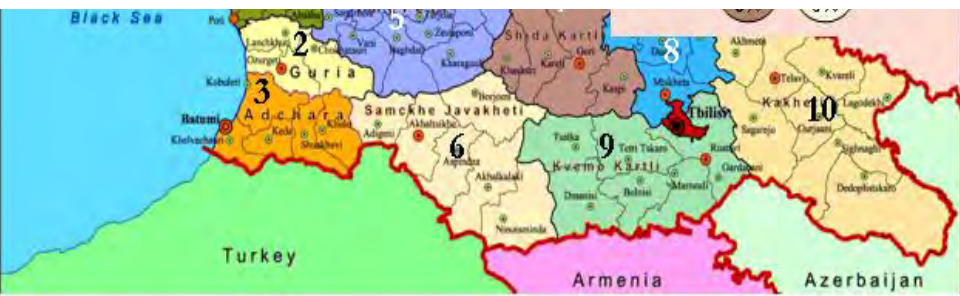 Black Sea
Poti
5
Zestaponi
Vani
Baghdati
Kharagauli
Lanchkhuti
2
Chokhatauri
Ozurgeti
Guria
Kobuleti
3
Adchara
Batumi
Khelvachauri
Keda
Khulo
Shuakhevi
Samckhe Javakheti
Borjomi
Adigeni
Akhaltsikhe
6
Aspindza
Akhalkalaki
Ninotsminda
Shida Kartli
Gori
Khashuri
Kareli
Kaspi
8
Mtskheta
Tbilisi
9
Tsalka
Tetri Tskaro
Kvemo Kartli
Rustavi
Gardabani
Marneuli
Bolnisi
Dmanisi
Akhmeta
Telavi
Kvareli
Kakheti
10
Lagodekhi
Gurjaani
Sagarejo
Sighnaghi
Dedoplistskaro
Turkey
Armenia
Azerbaijan